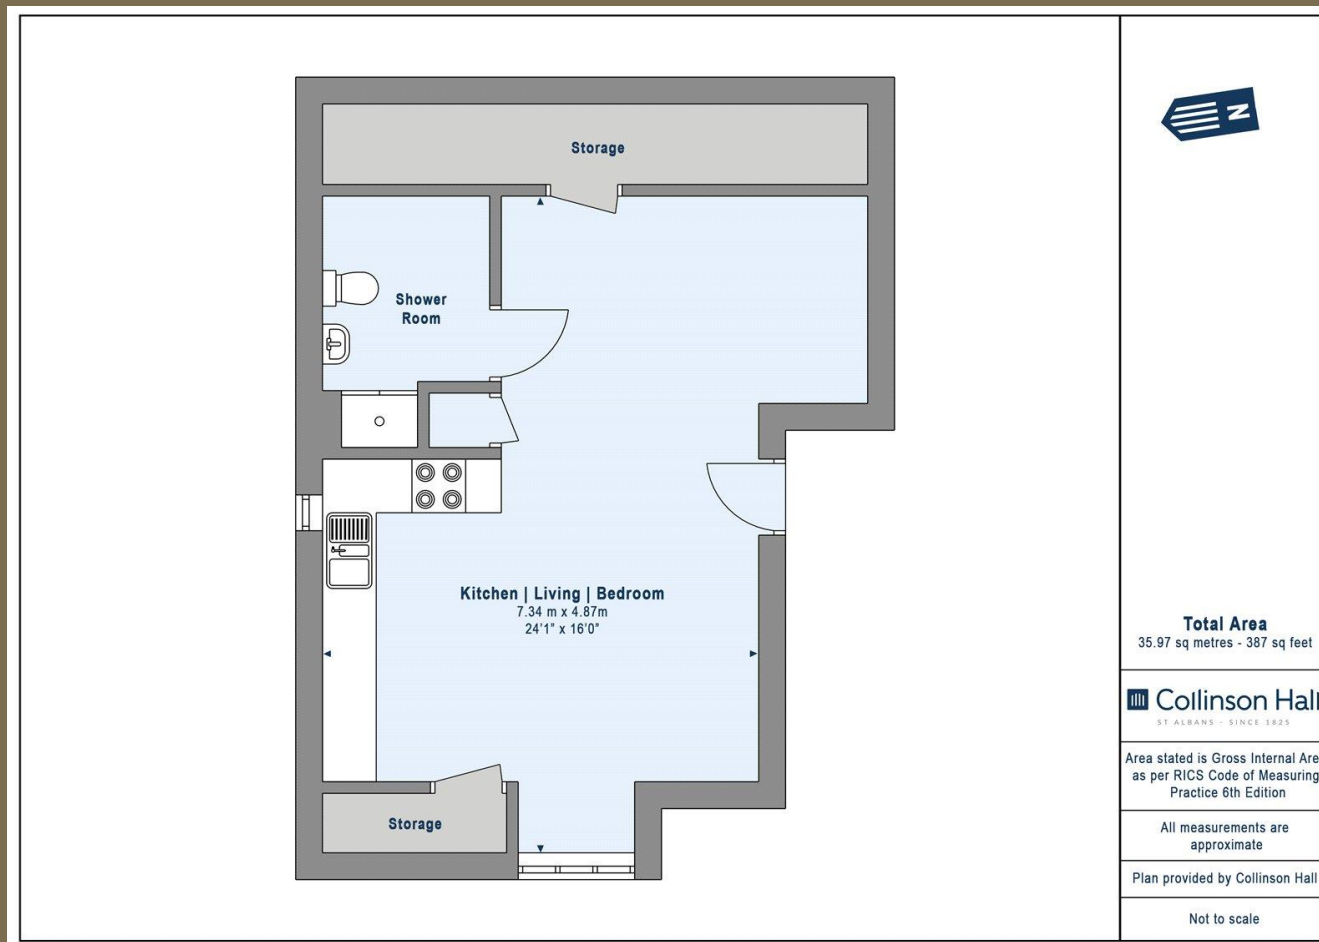 Storage
N
Shower
Room
Kitchen | Living | Bedroom
7.34 m x 4.87m
24'1" x 16'0"
Storage
Total Area
35.97 sq metres - 387 sq feet
Collinson Hall
ST ALBANS - SINCE 1825
Area stated is Gross Internal Are
as per RICS Code of Measuring
Practice 6th Edition
All measurements are
approximate
Plan provided by Collinson Hall
Not to scale